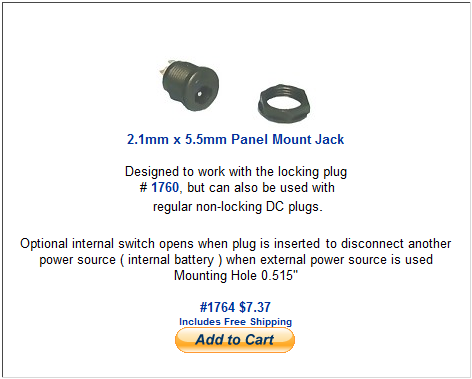 2.1mm x 5.5mm Panel Mount Jack
Designed to work with the locking plug
# 1760, but can also be used with
regular non-locking DC plugs.
Optional internal switch opens when plug is inserted to disconnect another
power source ( internal battery ) when external power source is used
Mounting Hole 0.515"
#1764 $7.37
Includes Free Shipping
Add to Cart